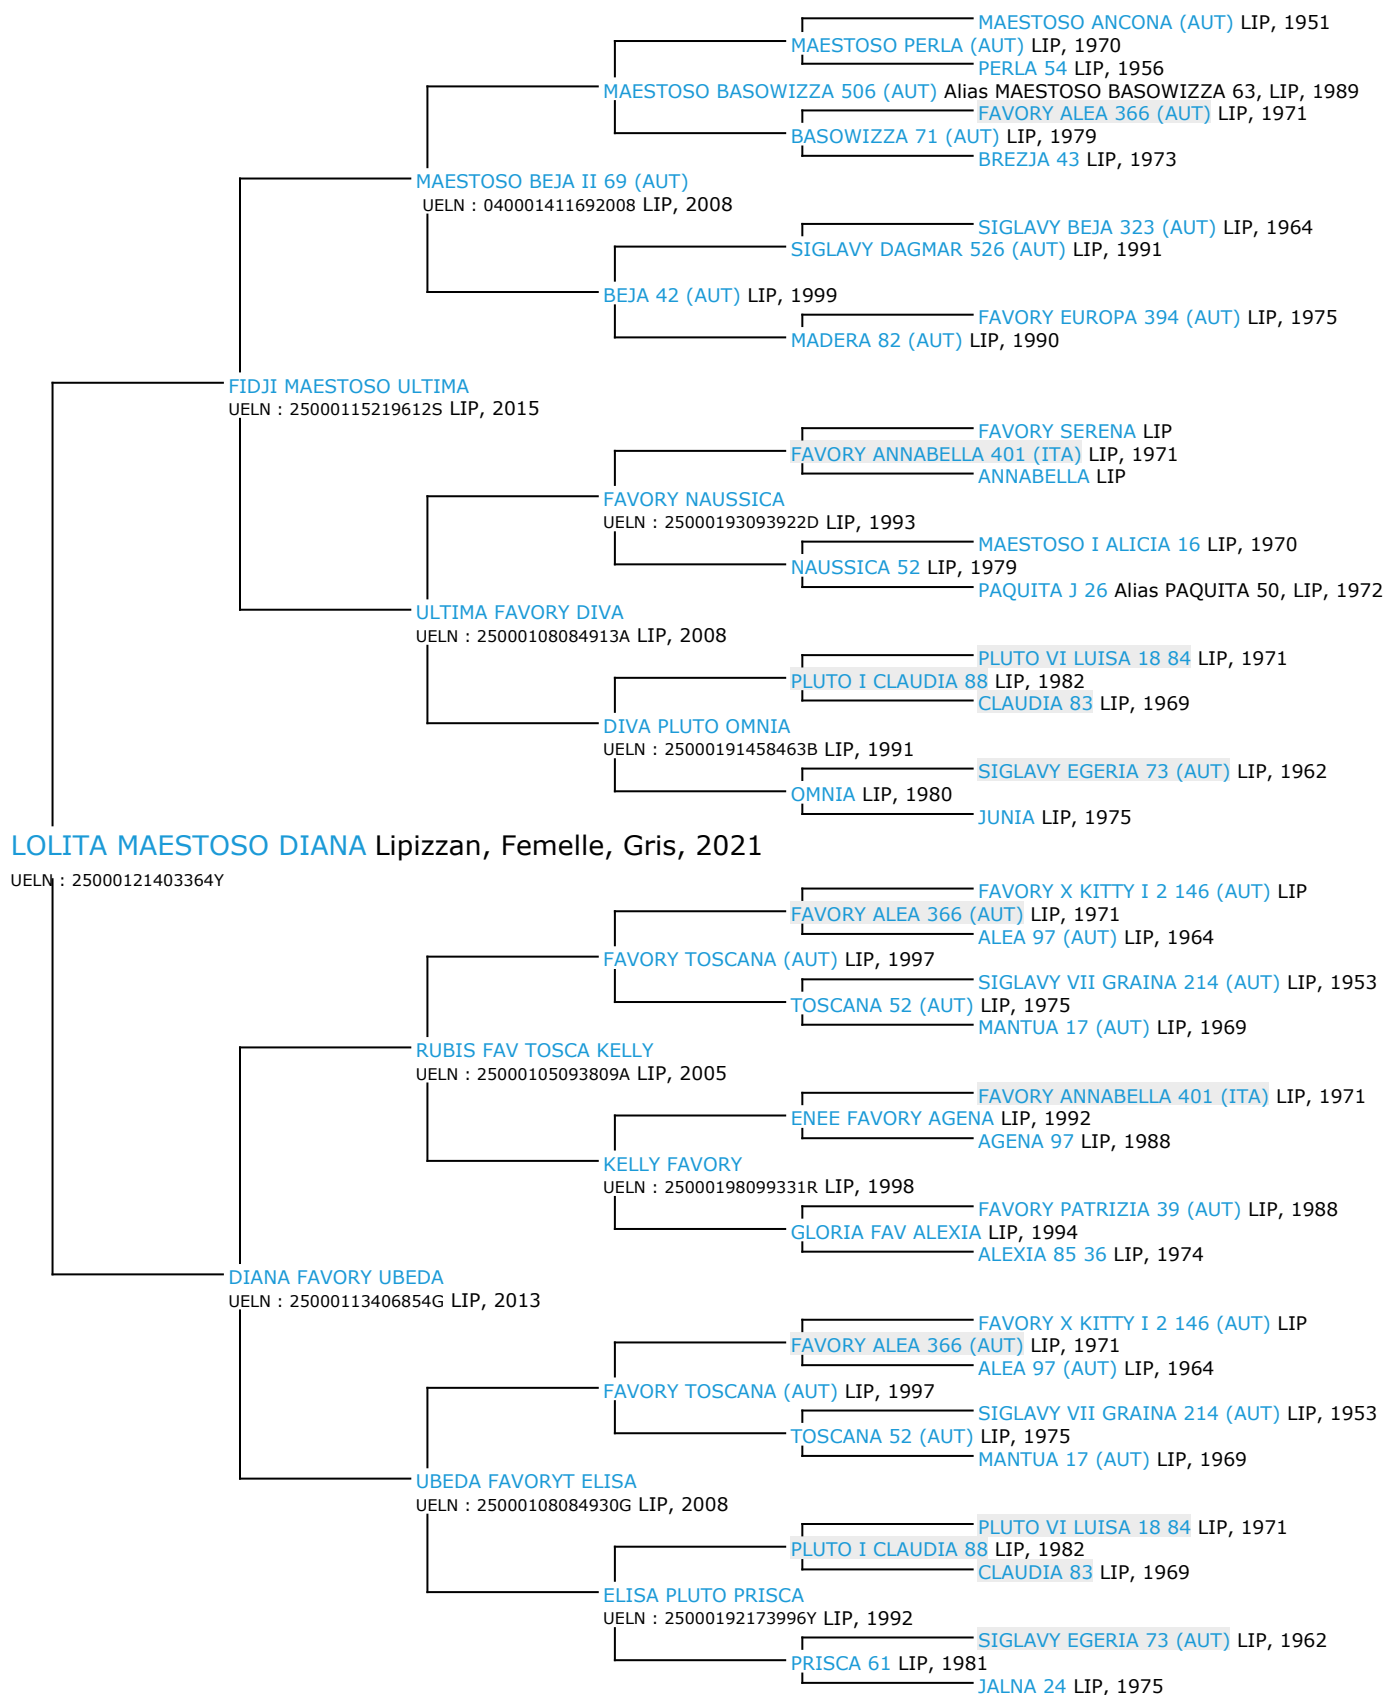 MAESTOSO ANCONA (AUT) LIP, 1951
MAESTOSO PERLA (AUT) LIP, 1970
PERLA 54 LIP, 1956
MAESTOSO BASOWIZZA 506 (AUT) Alias MAESTOSO BASOWIZZA 63, LIP, 1989
FAVORY ALEA 366 (AUT) LIP, 1971
BASOWIZZA 71 (AUT) LIP, 1979
BREZJA 43 LIP, 1973
MAESTOSO BEJA II 69 (AUT)
UELN : 040001411692008 LIP, 2008
SIGLAVY BEJA 323 (AUT) LIP, 1964
SIGLAVY DAGMAR 526 (AUT) LIP, 1991
BEJA 42 (AUT) LIP, 1999
FAVORY EUROPA 394 (AUT) LIP, 1975
MADERA 82 (AUT) LIP, 1990
FIDJI MAESTOSO ULTIMA
UELN : 25000115219612S LIP, 2015
FAVORY SERENA LIP
FAVORY ANNABELLA 401 (ITA) LIP, 1971
ANNABELLA LIP
FAVORY NAUSSICA
UELN : 25000193093922D LIP, 1993
MAESTOSO I ALICIA 16 LIP, 1970
NAUSSICA 52 LIP, 1979
PAQUITA J 26 Alias PAQUITA 50, LIP, 1972
ULTIMA FAVORY DIVA
UELN : 25000108084913A LIP, 2008
PLUTO VI LUISA 18 84 LIP, 1971
PLUTO I CLAUDIA 88 LIP, 1982
CLAUDIA 83 LIP, 1969
DIVA PLUTO OMNIA
UELN : 25000191458463B LIP, 1991
SIGLAVY EGERIA 73 (AUT) LIP, 1962
OMNIA LIP, 1980
JUNIA LIP, 1975
LOLITA MAESTOSO DIANA Lipizzan, Femelle, Gris, 2021
UELN : 25000121403364Y
FAVORY X KITTY I 2 146 (AUT) LIP
FAVORY ALEA 366 (AUT) LIP, 1971
ALEA 97 (AUT) LIP, 1964
FAVORY TOSCANA (AUT) LIP, 1997
SIGLAVY VII GRAINA 214 (AUT) LIP, 1953
TOSCANA 52 (AUT) LIP, 1975
MANTUA 17 (AUT) LIP, 1969
RUBIS FAV TOSCA KELLY
UELN : 25000105093809A LIP, 2005
FAVORY ANNABELLA 401 (ITA) LIP, 1971
ENEE FAVORY AGENA LIP, 1992
AGENA 97 LIP, 1988
KELLY FAVORY
UELN : 25000198099331R LIP, 1998
FAVORY PATRIZIA 39 (AUT) LIP, 1988
GLORIA FAV ALEXIA LIP, 1994
ALEXIA 85 36 LIP, 1974
DIANA FAVORY UBEDA
UELN : 25000113406854G LIP, 2013
FAVORY X KITTY I 2 146 (AUT) LIP
FAVORY ALEA 366 (AUT) LIP, 1971
ALEA 97 (AUT) LIP, 1964
FAVORY TOSCANA (AUT) LIP, 1997
SIGLAVY VII GRAINA 214 (AUT) LIP, 1953
TOSCANA 52 (AUT) LIP, 1975
MANTUA 17 (AUT) LIP, 1969
UBEDA FAVORYT ELISA
UELN : 25000108084930G LIP, 2008
PLUTO VI LUISA 18 84 LIP, 1971
PLUTO I CLAUDIA 88 LIP, 1982
CLAUDIA 83 LIP, 1969
ELISA PLUTO PRISCA
UELN : 25000192173996Y LIP, 1992
SIGLAVY EGERIA 73 (AUT) LIP, 1962
PRISCA 61 LIP, 1981
JALNA 24 LIP, 1975